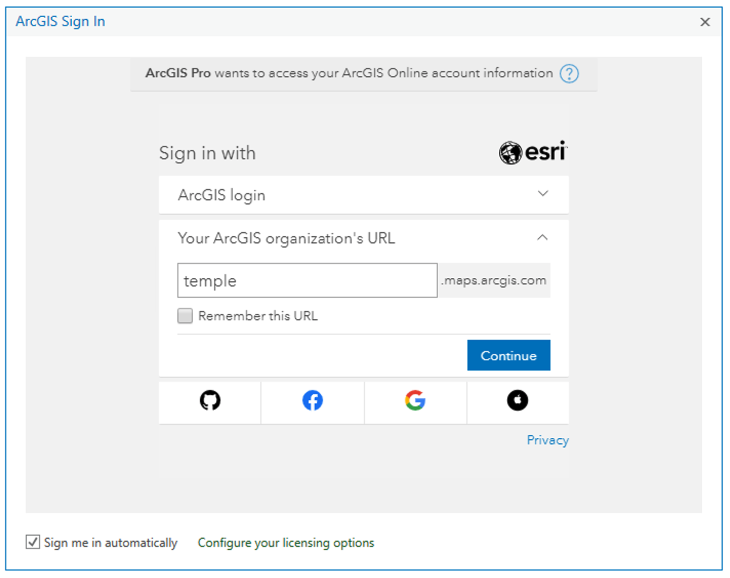 ArcGIS Sign In
ArcGIS Pro wants to access your ArcGIS Online account information ?
Sign in with
esri
ArcGIS login
Your ArcGIS organization's URL
temple .maps.arcgis.com
Remember this URL
Continue
Privacy
Sign me in automatically Configure your licensing options